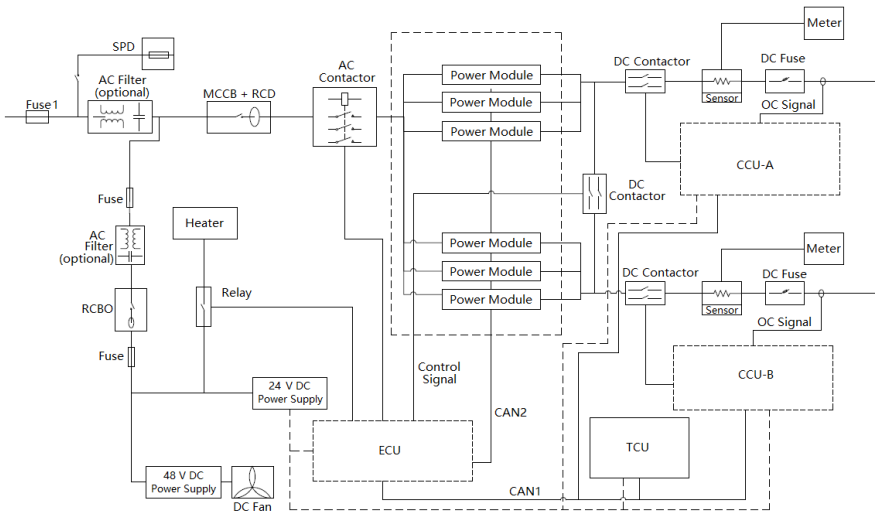 SPD
AC Filter
(optional)
Fuse1
MCCB + RCD
AC
Contactor
Power Module
Power Module
Power Module
DC Contactor
Meter
Sensor
DC Fuse
OC Signal
CCU-A
DC
Contactor
Fuse
AC
Filter
(optional)
Heater
Relay
RCBO
Fuse
Power Module
Power Module
Power Module
DC Contactor
Meter
Sensor
DC Fuse
OC Signal
CCU-B
24 V DC
Power Supply
Control
Signal
CAN2
ECU
TCU
48 V DC
Power Supply
DC Fan
CAN1